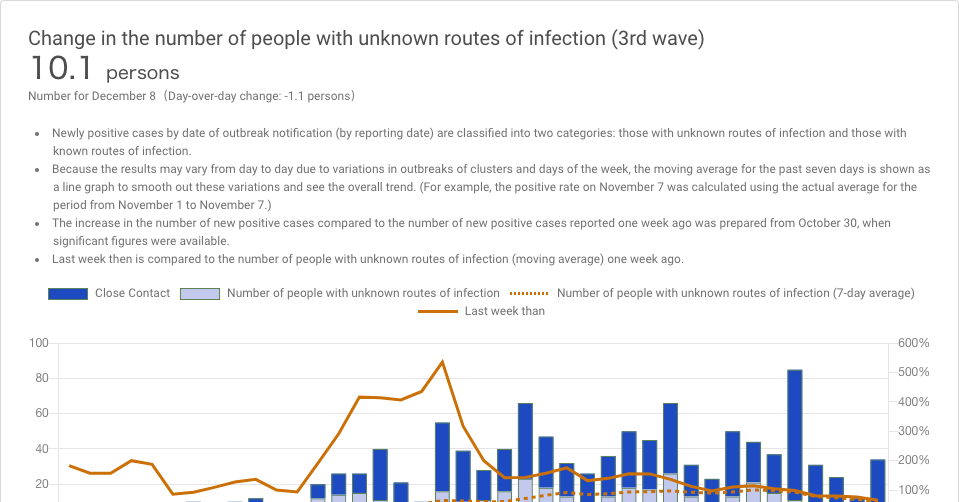 Change in the number of people with unknown routes of infection (3rd wave)
10.1 persons
Number for December 8（Day-over-day change: -1.1 persons）
Newly positive cases by date of outbreak notification (by reporting date) are classified into two categories: those with unknown routes of infection and those with
known routes of infection.
Because the results may vary from day to day due to variations in outbreaks of clusters and days of the week, the moving average for the past seven days is shown as
a line graph to smooth out these variations and see the overall trend. (For example, the positive rate on November 7 was calculated using the actual average for the
period from November 1 to November 7.)
The increase in the number of new positive cases compared to the number of new positive cases reported one week ago was prepared from October 30, when
significant figures were available.
Last week then is compared to the number of people with unknown routes of infection (moving average) one week ago.
Close Contact Number of people with unknown routes of infection Number of people with unknown routes of infection (7-day average)
Last week than
100 600%
80 500%
60 400%
300%
40 200%
20 100%